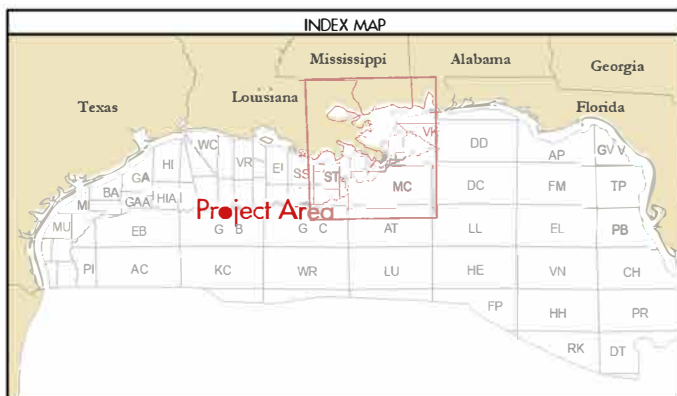 INDEX MAP
Mississippi
Alabama
Georgia
Texas
Louisiana
Florida
WC
HI
VR
EI
SS
ST
VK
DD
AP
GV V
GA
BA
GAA
HIA
MI
MC
DC
FM
TP
Project Area
MU
EB
G B
G C
AT
LL
EL
PB
PI
AC
KC
WR
LU
HE
VN
CH
FP
HH
PR
RK
DT